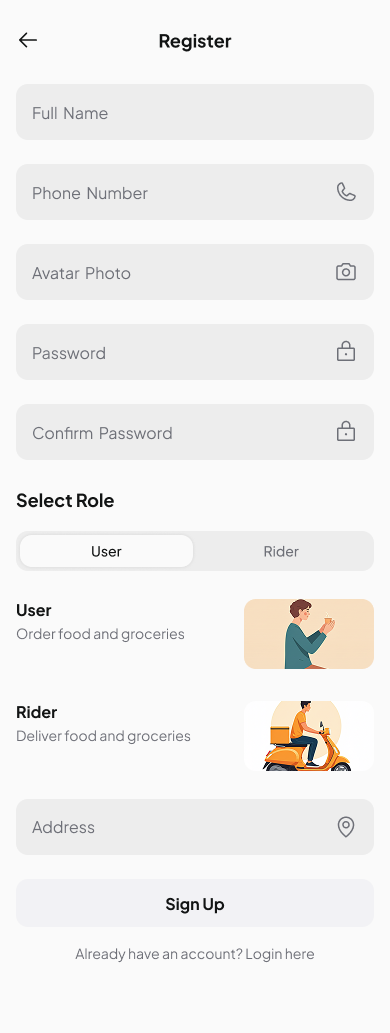 Register
Full Name
Phone Number
Avatar Photo
Password
Confirm Password
Select Role
User
Rider
User
Order food and groceries
Rider
Deliver food and groceries
Address
Sign Up
Already have an account? Login here